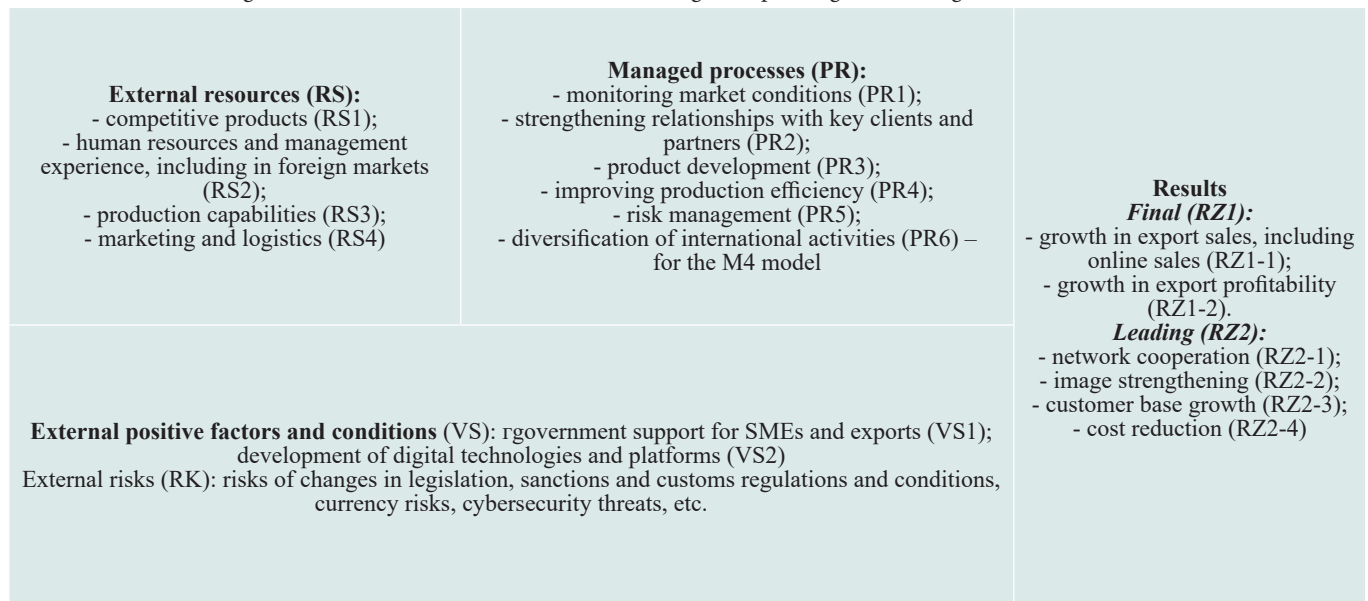 External resources (RS):
- competitive products (RS1);
- human resources and management
experience, including in foreign markets
(RS2);
- production capabilities (RS3);
- marketing and logistics (RS4)
Managed processes (PR):
- monitoring market conditions (PR1);
- strengthening relationships with key clients and
partners (PR2);
- product development (PR3);
- improving production efficiency (PR4);
- risk management (PR5);
- diversification of international activities (PR6) –
for the M4 model
Results
Final (RZ1):
- growth in export sales, including
online sales (RZ1-1);
- growth in export profitability
(RZ1-2).
Leading (RZ2):
- network cooperation (RZ2-1);
- image strengthening (RZ2-2);
- customer base growth (RZ2-3);
- cost reduction (RZ2-4)
External positive factors and conditions (VS): гgovernment support for SMEs and exports (VS1);
development of digital technologies and platforms (VS2)
External risks (RK): risks of changes in legislation, sanctions and customs regulations and conditions,
currency risks, cybersecurity threats, etc.